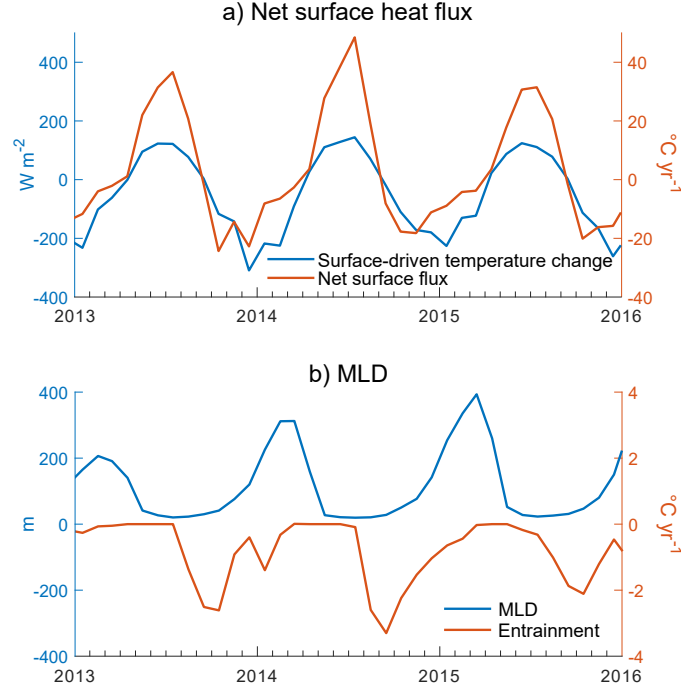 a) Net surface heat flux
400
200
0
-200
-400
W m-2
40
20
0
-20
-40
°C yr-1
Surface-driven temperature change
Net surface flux
2013
2014
2015
2016
b) MLD
400
200
0
-200
-400
m
4
2
0
-2
-4
°C yr-1
MLD
Entrainment
2013
2014
2015
2016